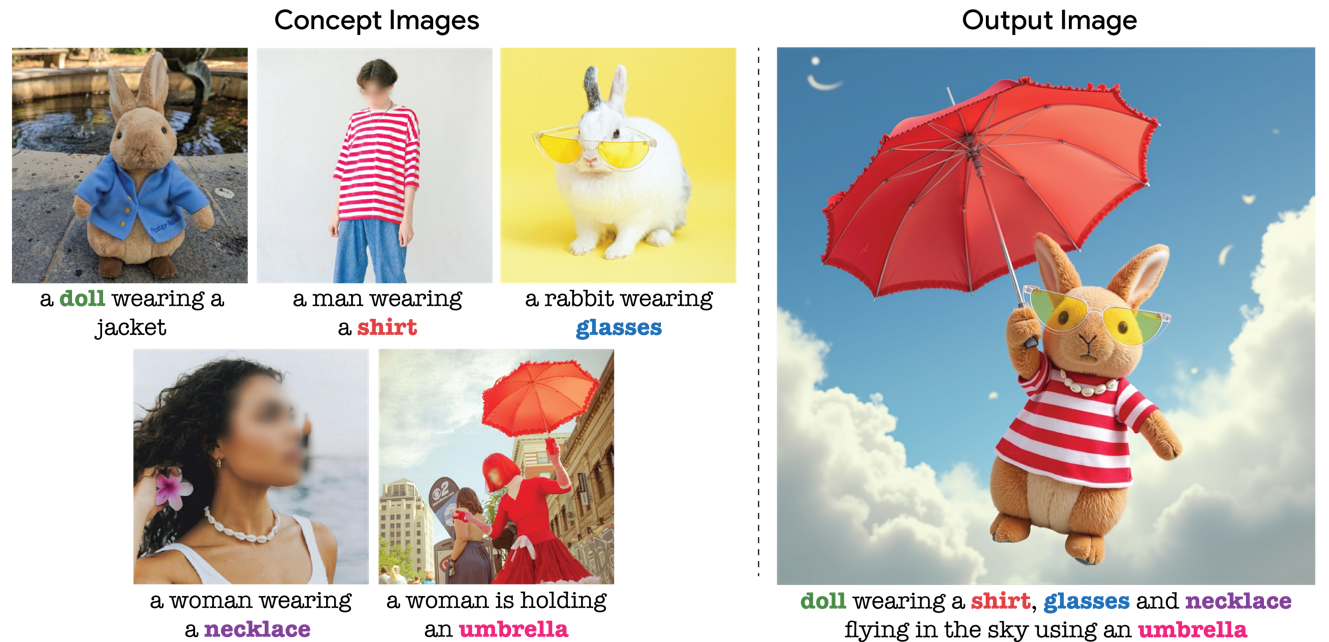 Concept Images
Output Image
a doll wearing a
jacket
a man wearing
a shirt
a rabbit wearing
glasses
a woman wearing
a necklace
2
a woman is holding
an umbrella
doll wearing a shirt, glasses and necklace
flying in the sky using an umbrella